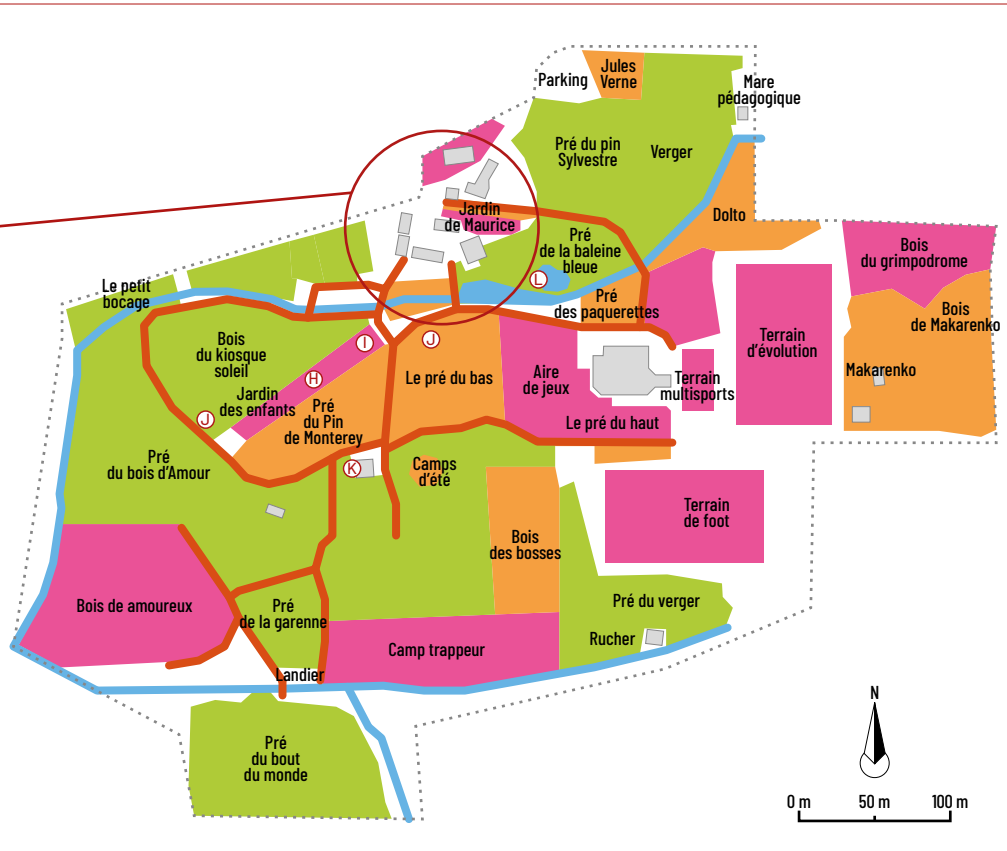 Parking
Jules
Verne
Mare
pédagogique
Pré du pin
Sylvestre
Verger
Jardin
de Maurice
Dolto
Pré
de la baleine
bleue
L
Bois
du grimpodrome
Le petit
bocage
Pré
des paquerettes
Bois
de Makarenko
Bois
du kiosque
soleil
I
J
Terrain
d'évolution
H
Le pré du bas
Aire
de jeux
Terrain
multisports
Makarenko
Jardin
des enfants
J
Pré
du Pin
de Monterey
Le pré du haut
Pré
du bois d'Amour
K
Camps
d'été
Terrain
de foot
Bois
des bosses
Bois de amoureux
Pré
de la garenne
Pré du verger
Rucher
Camp trappeur
Landier
Pré
du bout
du monde
N
0 m
50 m
100 m